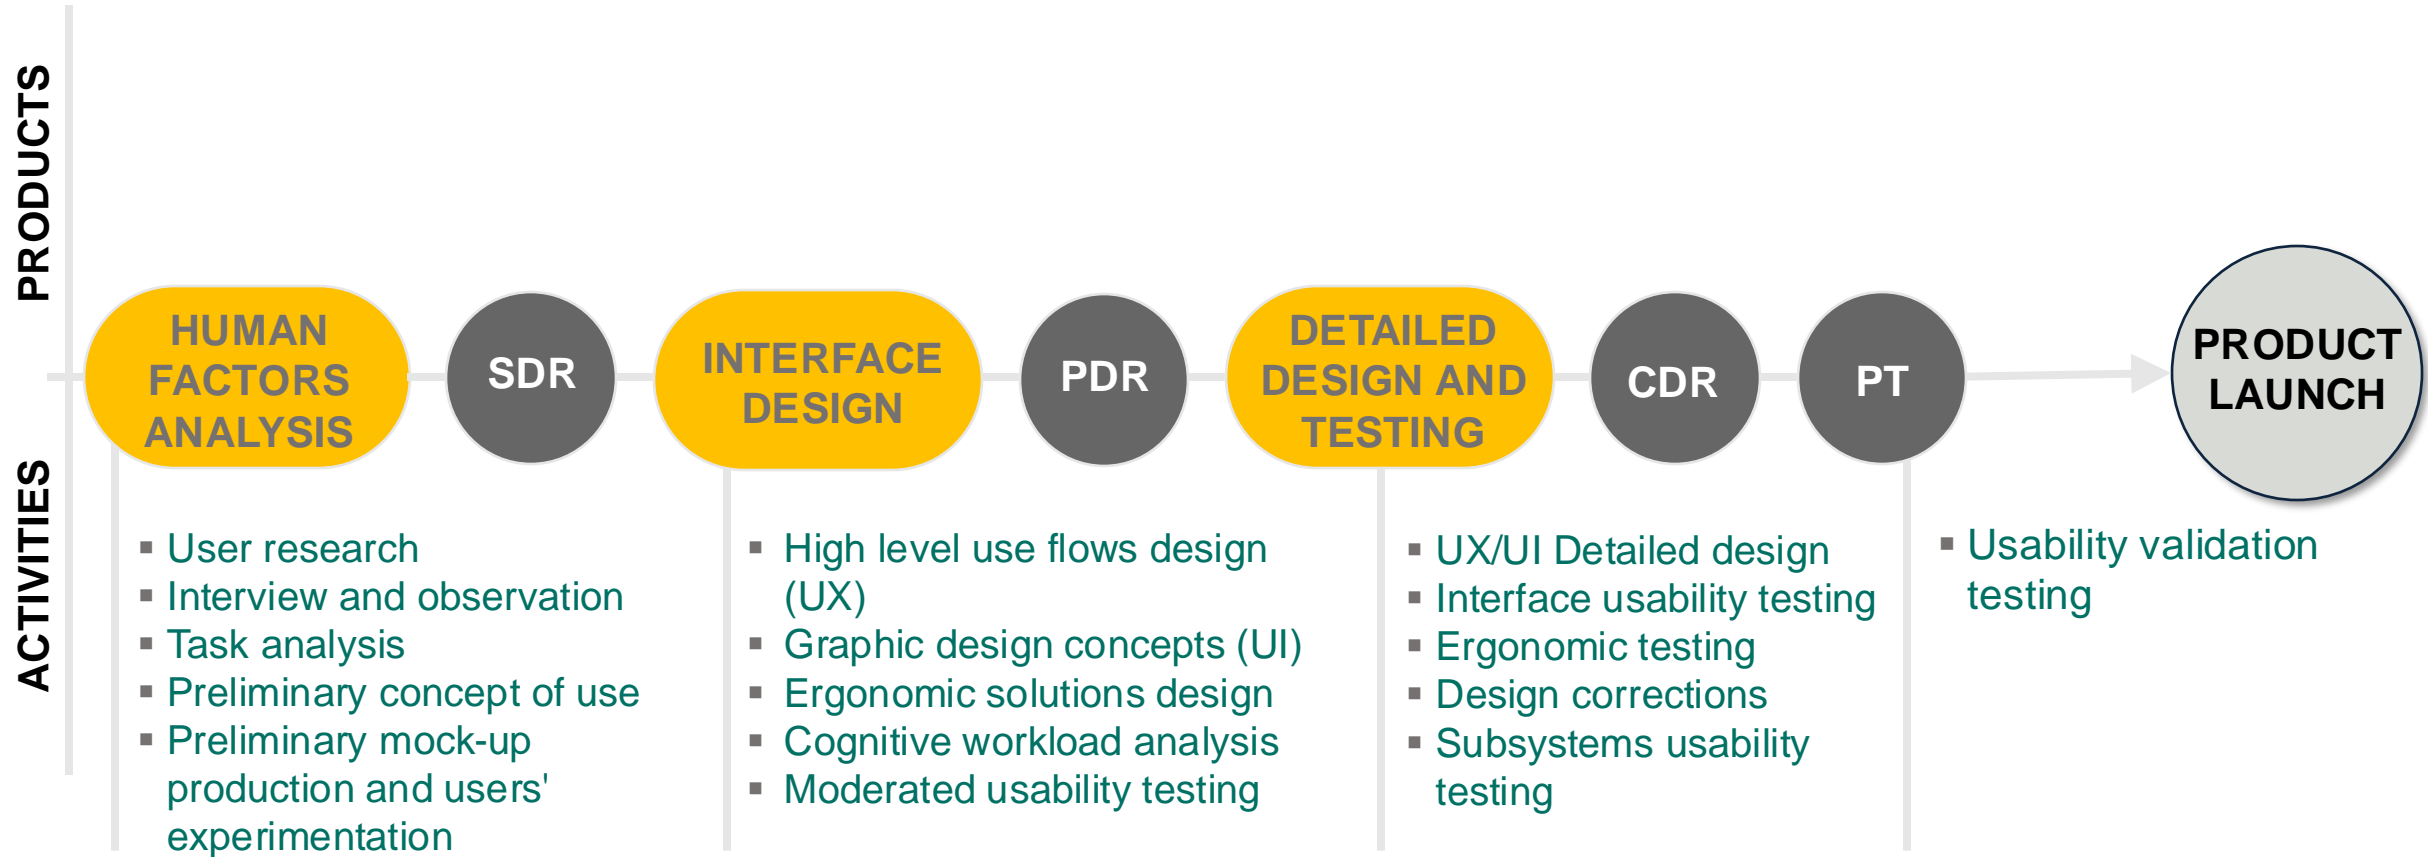 PRODUCTS
HUMAN
FACTORS
ANALYSIS
SDR
INTERFACE
DESIGN
PDR
DETAILED
DESIGN AND
TESTING
CDR
PT
PRODUCT
LAUNCH
ACTIVITIES
▪ User research
▪ Interview and observation
▪ Task analysis
▪ Preliminary concept of use
▪ Preliminary mock-up
production and users'
experimentation
▪ High level use flows design
(UX)
▪ Graphic design concepts (UI)
▪ Ergonomic solutions design
▪ Cognitive workload analysis
▪ Moderated usability testing
▪ UX/UI Detailed design
▪ Interface usability testing
▪ Ergonomic testing
▪ Design corrections
▪ Subsystems usability
testing
▪ Usability validation
testing